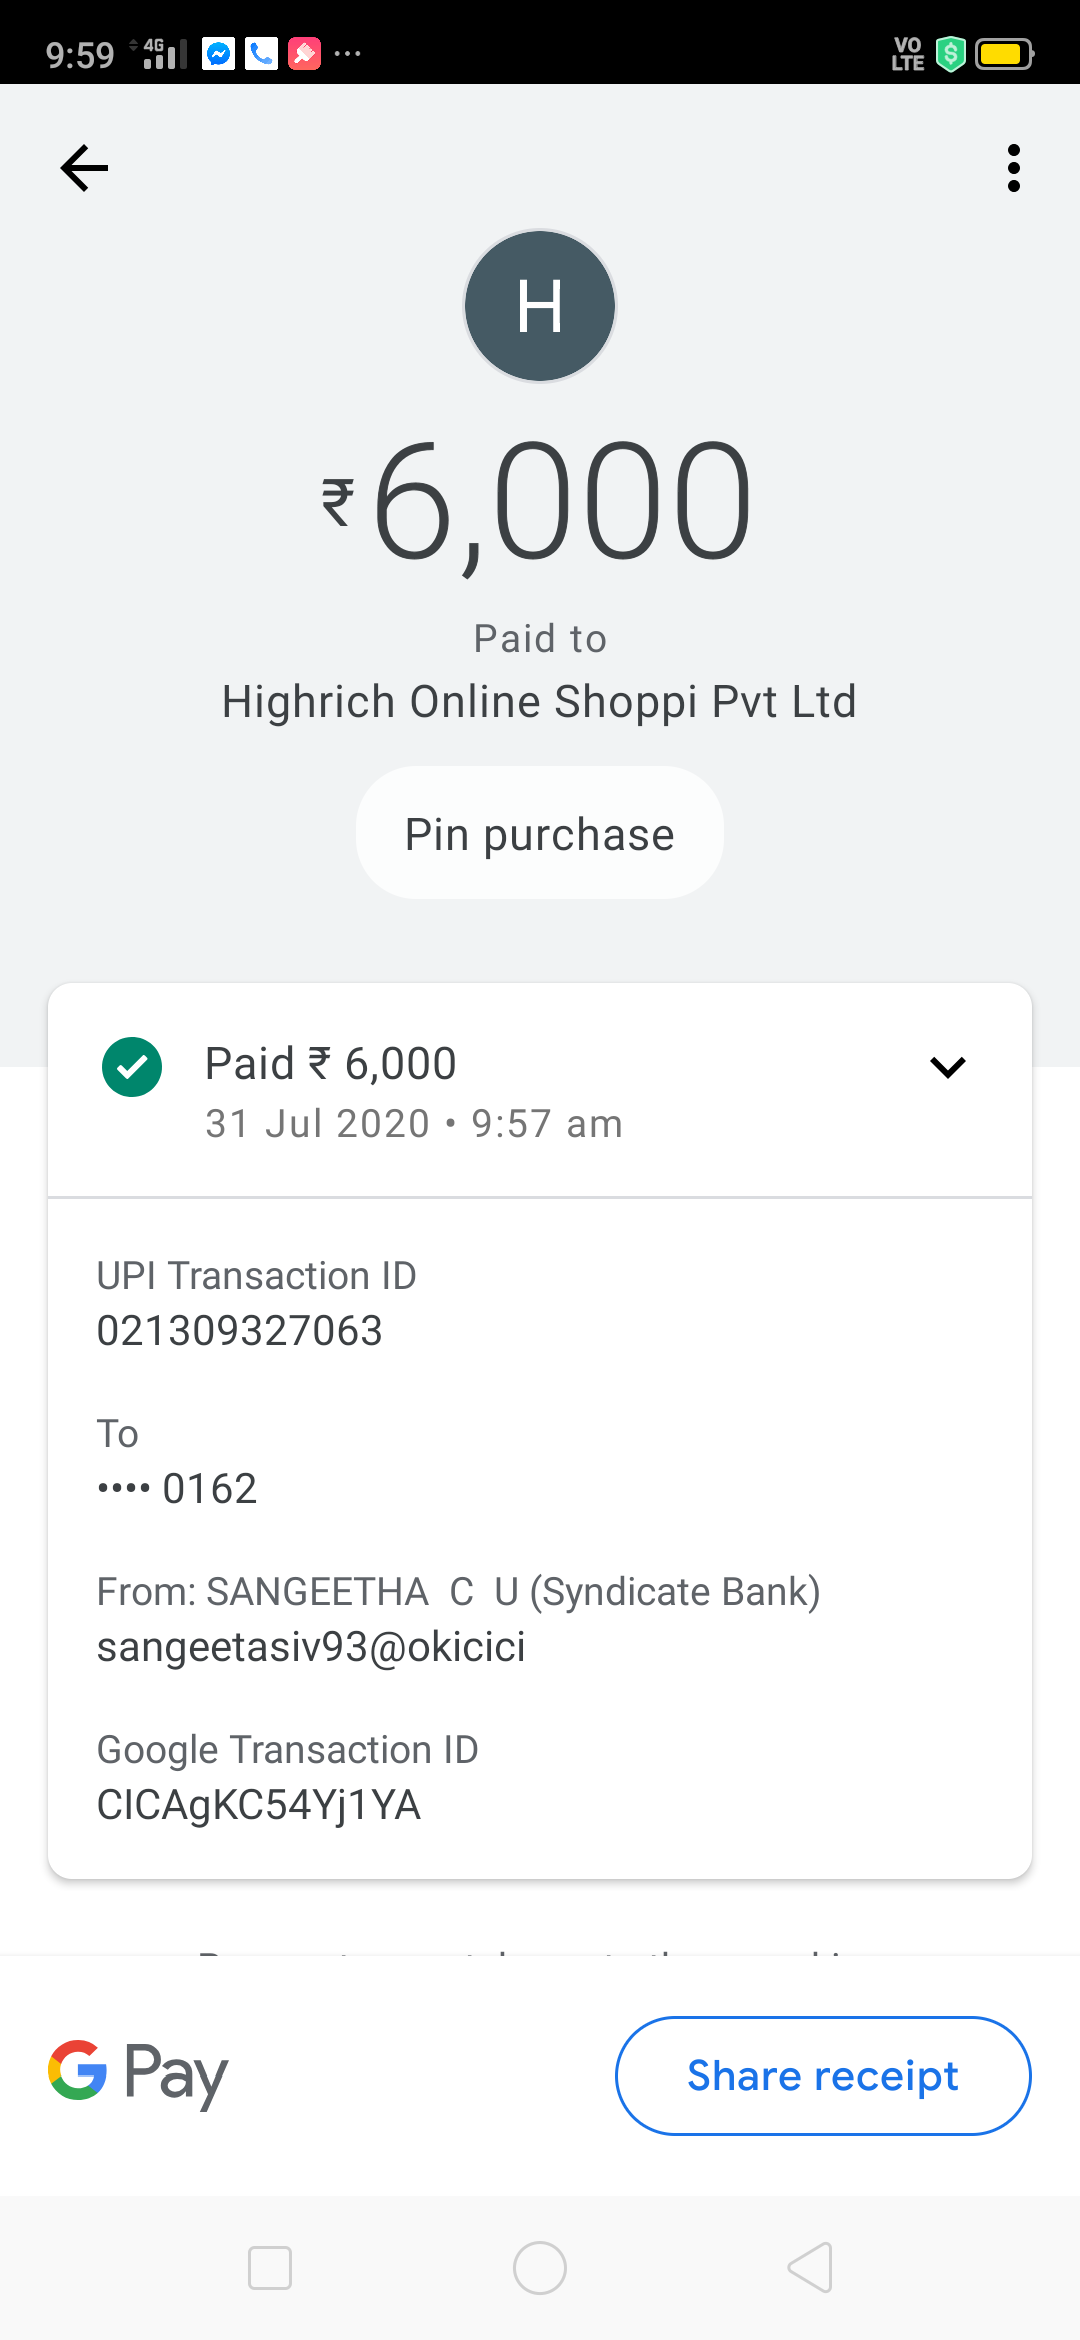 9:59 4G VO LTE
H
₹6,000
Paid to
Highrich Online Shoppi Pvt Ltd
Pin purchase
Paid ₹ 6,000
31 Jul 2020 • 9:57 am
UPI Transaction ID
021309327063
To
•••• 0162
From: SANGEETHA C U (Syndicate Bank)
sangeetasiv93@okicici
Google Transaction ID
CICAgKC54Yj1YA
G Pay
Share receipt